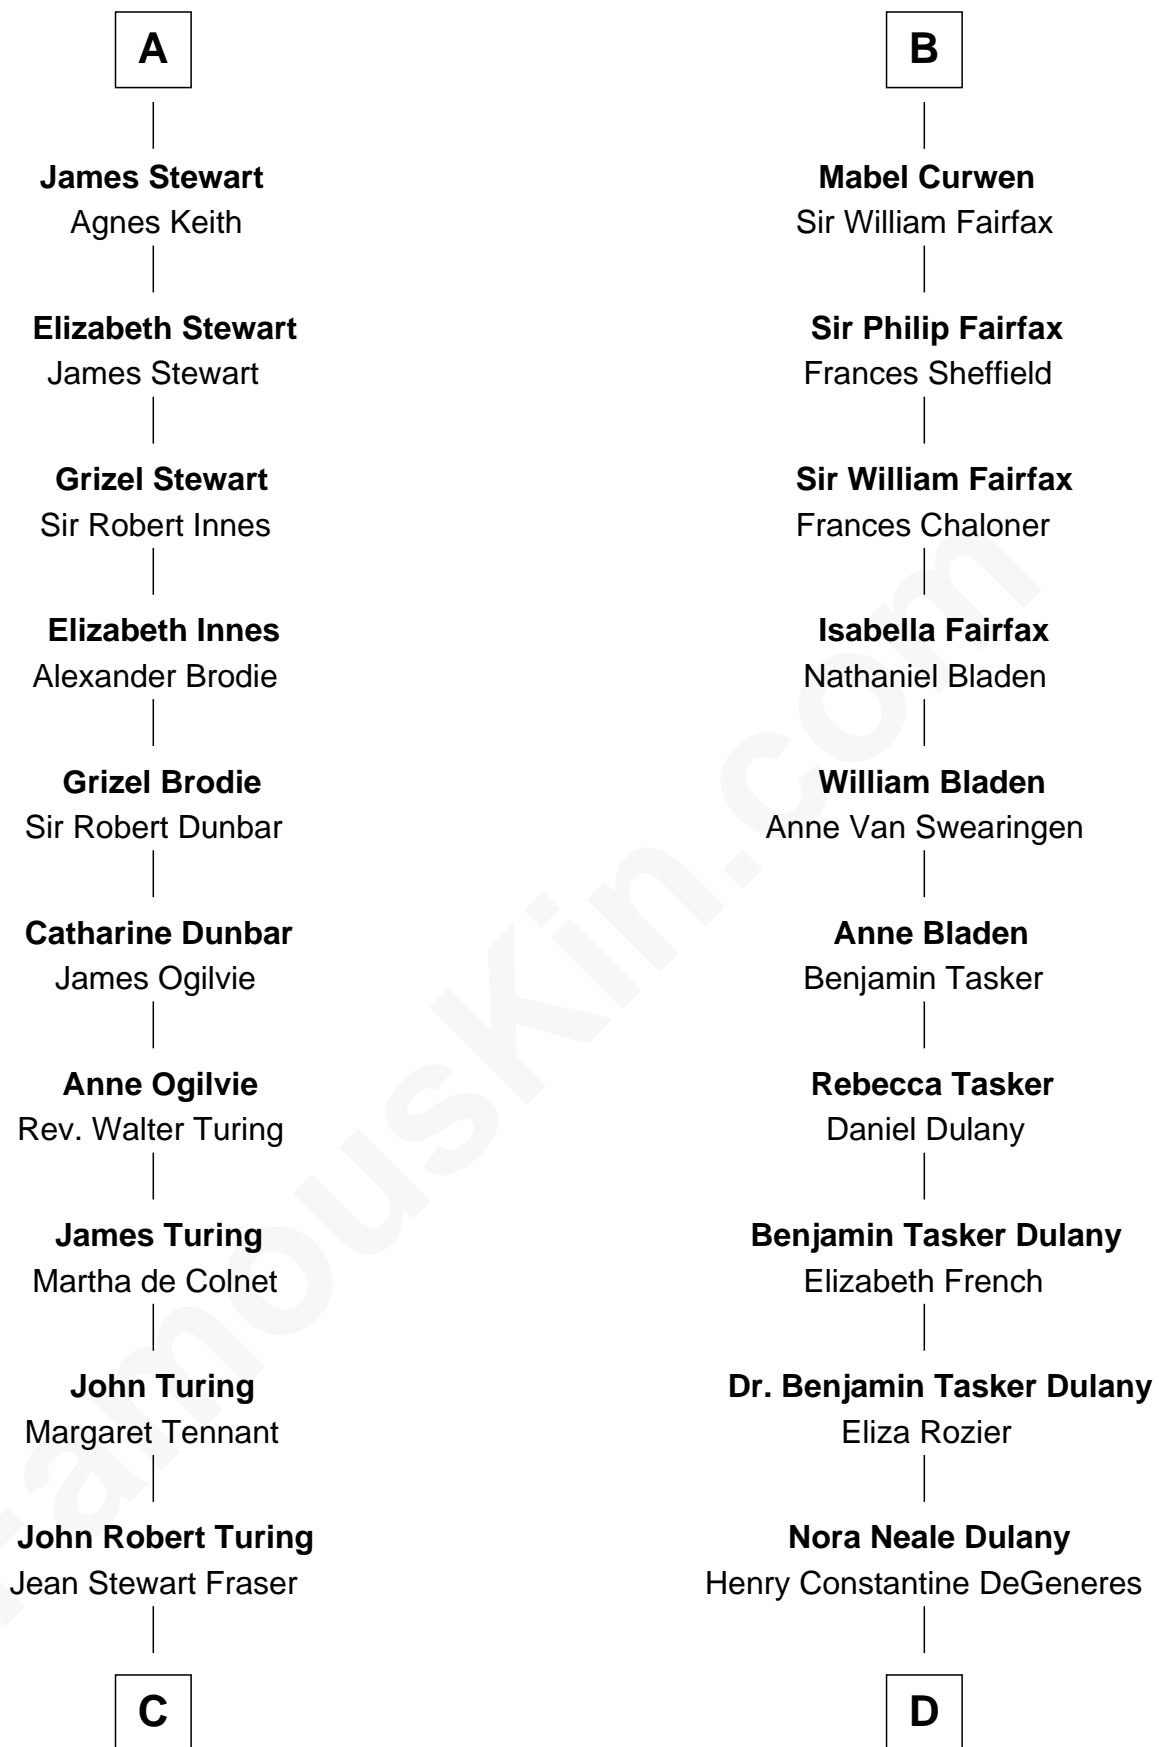 A
James Stewart
Agnes Keith
Elizabeth Stewart
James Stewart
Grizel Stewart
Sir Robert Innes
Elizabeth Innes
Alexander Brodie
Grizel Brodie
Sir Robert Dunbar
Catharine Dunbar
James Ogilvie
Anne Ogilvie
Rev. Walter Turing
James Turing
Martha de Colnet
John Turing
Margaret Tennant
John Robert Turing
Jean Stewart Fraser
C
B
Mabel Curwen
Sir William Fairfax
Sir Philip Fairfax
Frances Sheffield
Sir William Fairfax
Frances Chaloner
Isabella Fairfax
Nathaniel Bladen
William Bladen
Anne Van Swearingen
Anne Bladen
Benjamin Tasker
Rebecca Tasker
Daniel Dulany
Benjamin Tasker Dulany
Elizabeth French
Dr. Benjamin Tasker Dulany
Eliza Rozier
Nora Neale Dulany
Henry Constantine DeGeneres
D
FamousKin.com